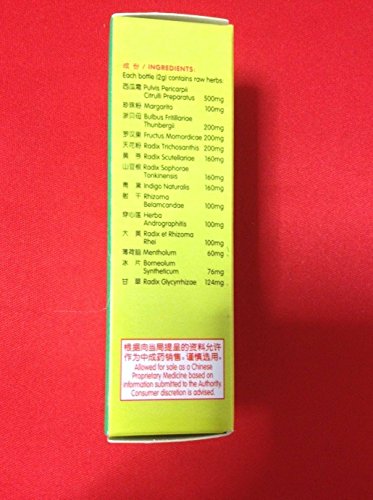 成 份 / INGREDIENTS:
Each bottle (2g) contains raw herbs:
西瓜霜 Pulvis Pericarpii
Citrulli Preparatus 500mg
珍珠粉 Margarita 100mg
浙贝母 Bulbus Fritillariae
Thunbergii 200mg
罗汉果 Fructus Momordicae 200mg
天花粉 Radix Trichosanthis 200mg
黄 芩 Radix Scutellariae 160mg
山豆根 Radix Sophorae
Tonkinensis 160mg
青 黛 Indigo Naturalis 160mg
射 干 Rhizoma
Belamcandae 100mg
穿心莲 Herba
Andrographitis 100mg
大 黄 Radix et Rhizoma
Rhei 100mg
薄荷脑 Mentholum 60mg
冰 片 Borneolum
Syntheticum 76mg
甘 草 Radix Glycyrrhizae 124mg
根据向当局提呈的资料允许
作为中成药销售。谨慎选用。
Allowed for sale as a Chinese
Proprietary Medicine based on
information submitted to the Authority.
Consumer discretion is advised.